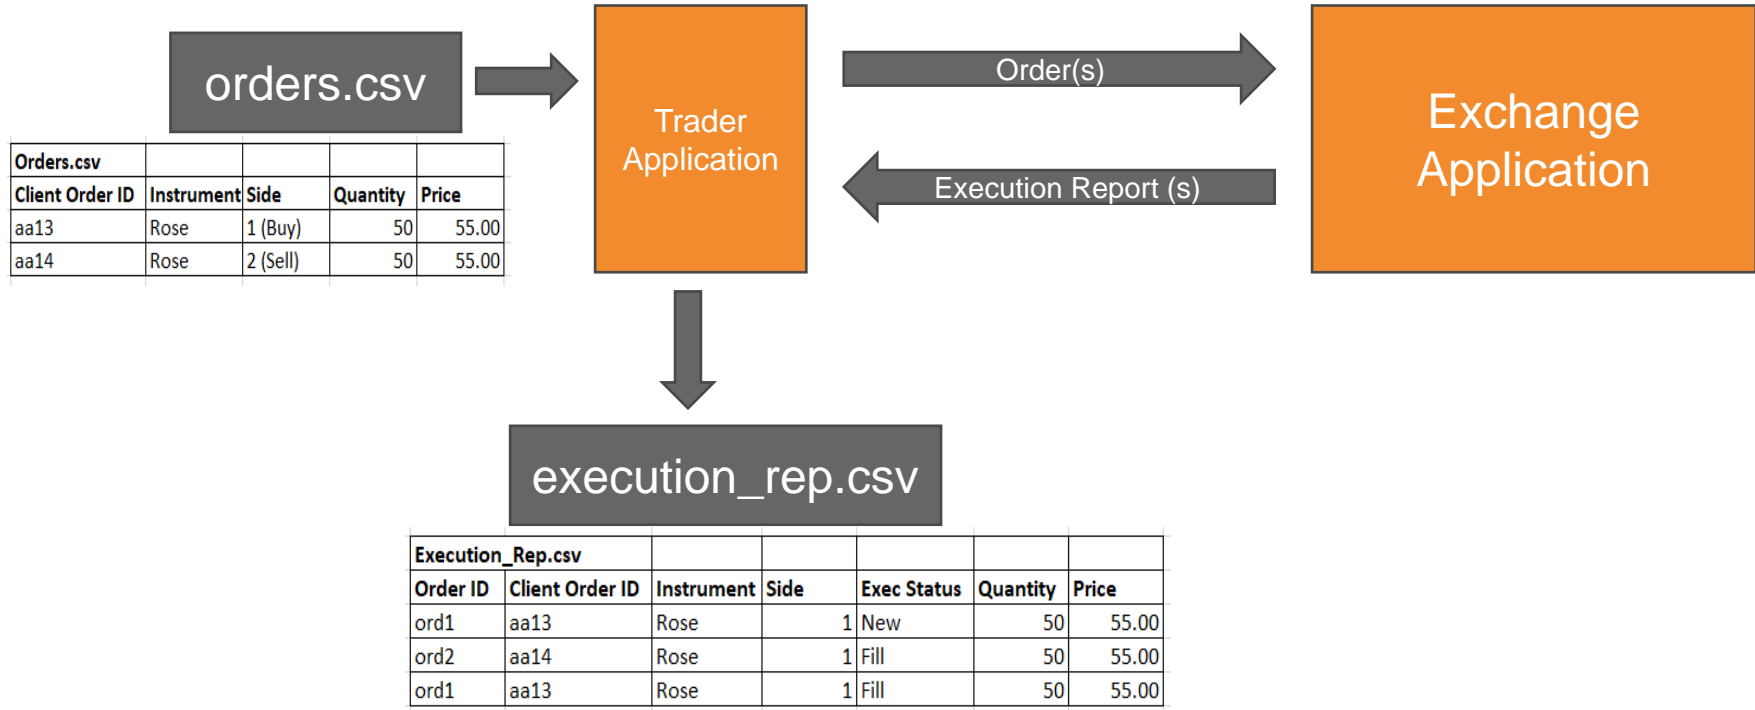 orders.csv
Trader
Application
Order(s)
Execution Report (s)
Exchange
Application
Orders.csv
Client Order ID Instrument Side Quantity Price
aa13 Rose 1 (Buy) 50 55.00
aa14 Rose 2 (Sell) 50 55.00
execution_rep.csv
Execution_Rep.csv
Order ID Client Order ID Instrument Side Exec Status Quantity Price
ord1 aa13 Rose 1 New 50 55.00
ord2 aa14 Rose 1 Fill 50 55.00
ord1 aa13 Rose 1 Fill 50 55.00